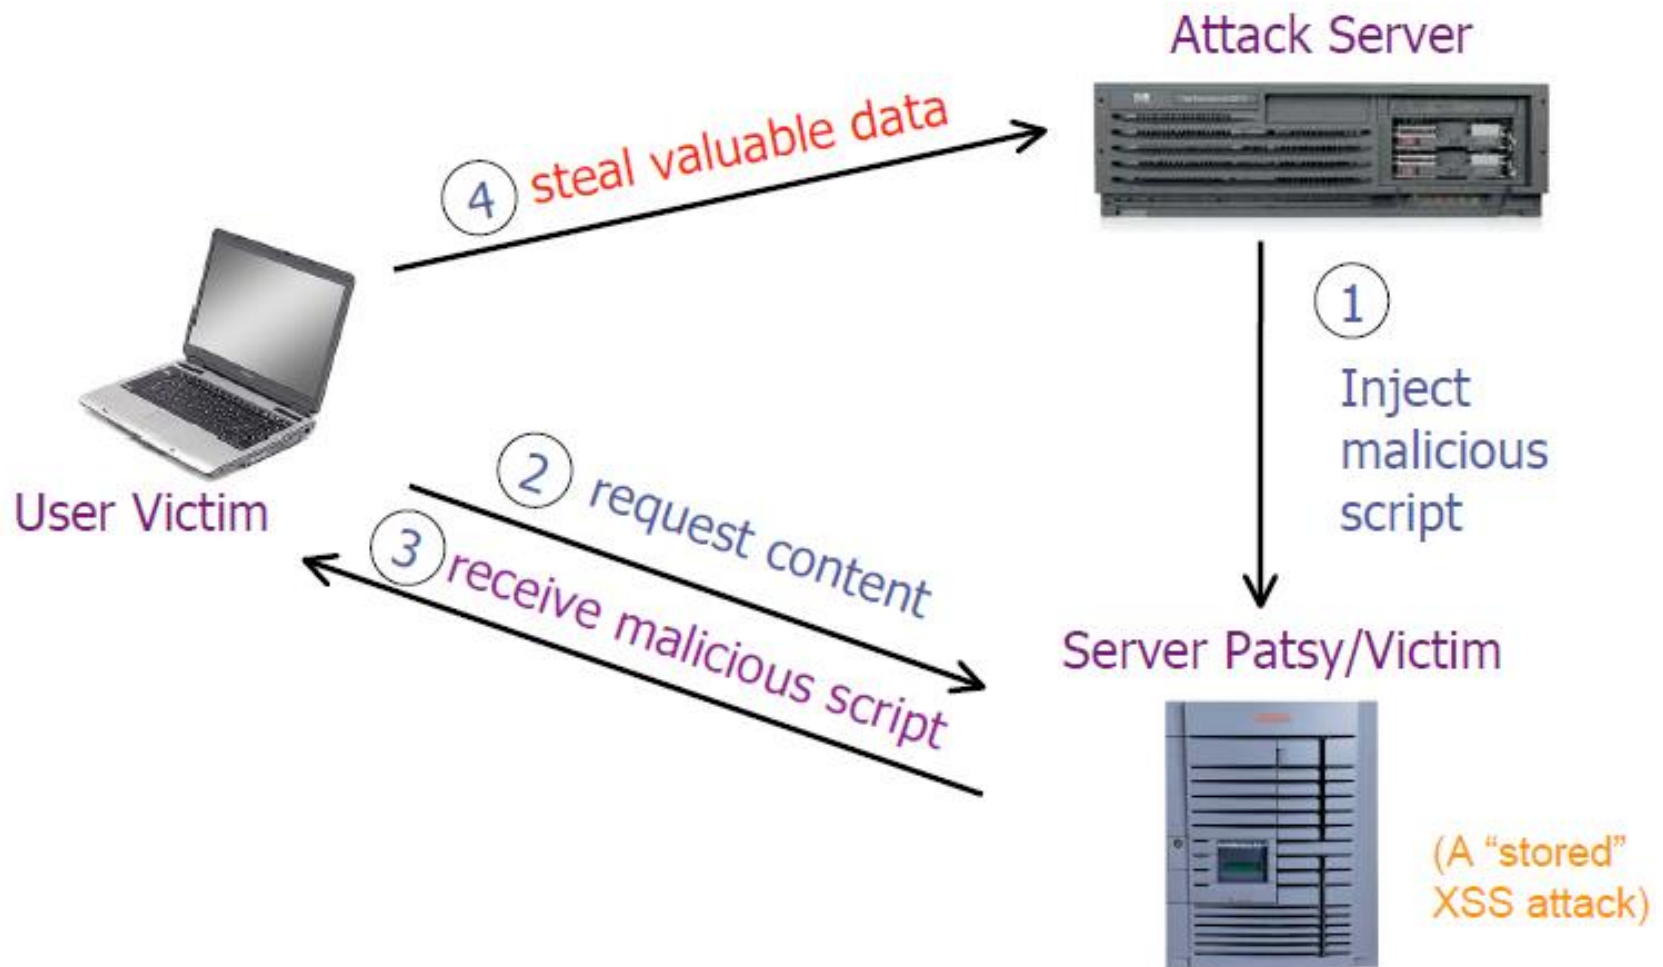 Attack Server
4 steal valuable data
1
Inject
malicious
script
User Victim
2 request content
3 receive malicious script
Server Patsy/Victim
(A “stored”
XSS attack)